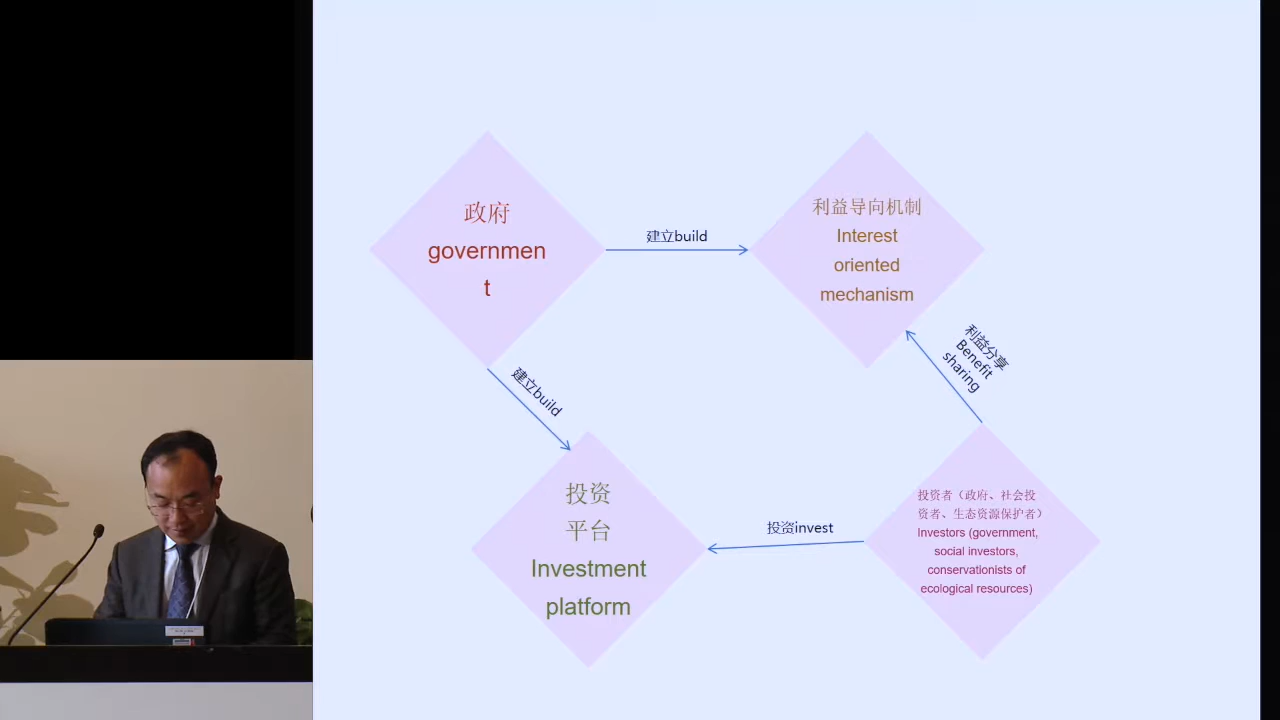 政府
governmen
t
建立build
利益导向机制
Interest
oriented
mechanism
利益分享
Benefit
sharing
建立build
投资
平台
Investment
platform
投资invest
投资者（政府、社会投
资者、生态资源保护者）
Investors (government,
social investors,
conservationists of
ecological resources)